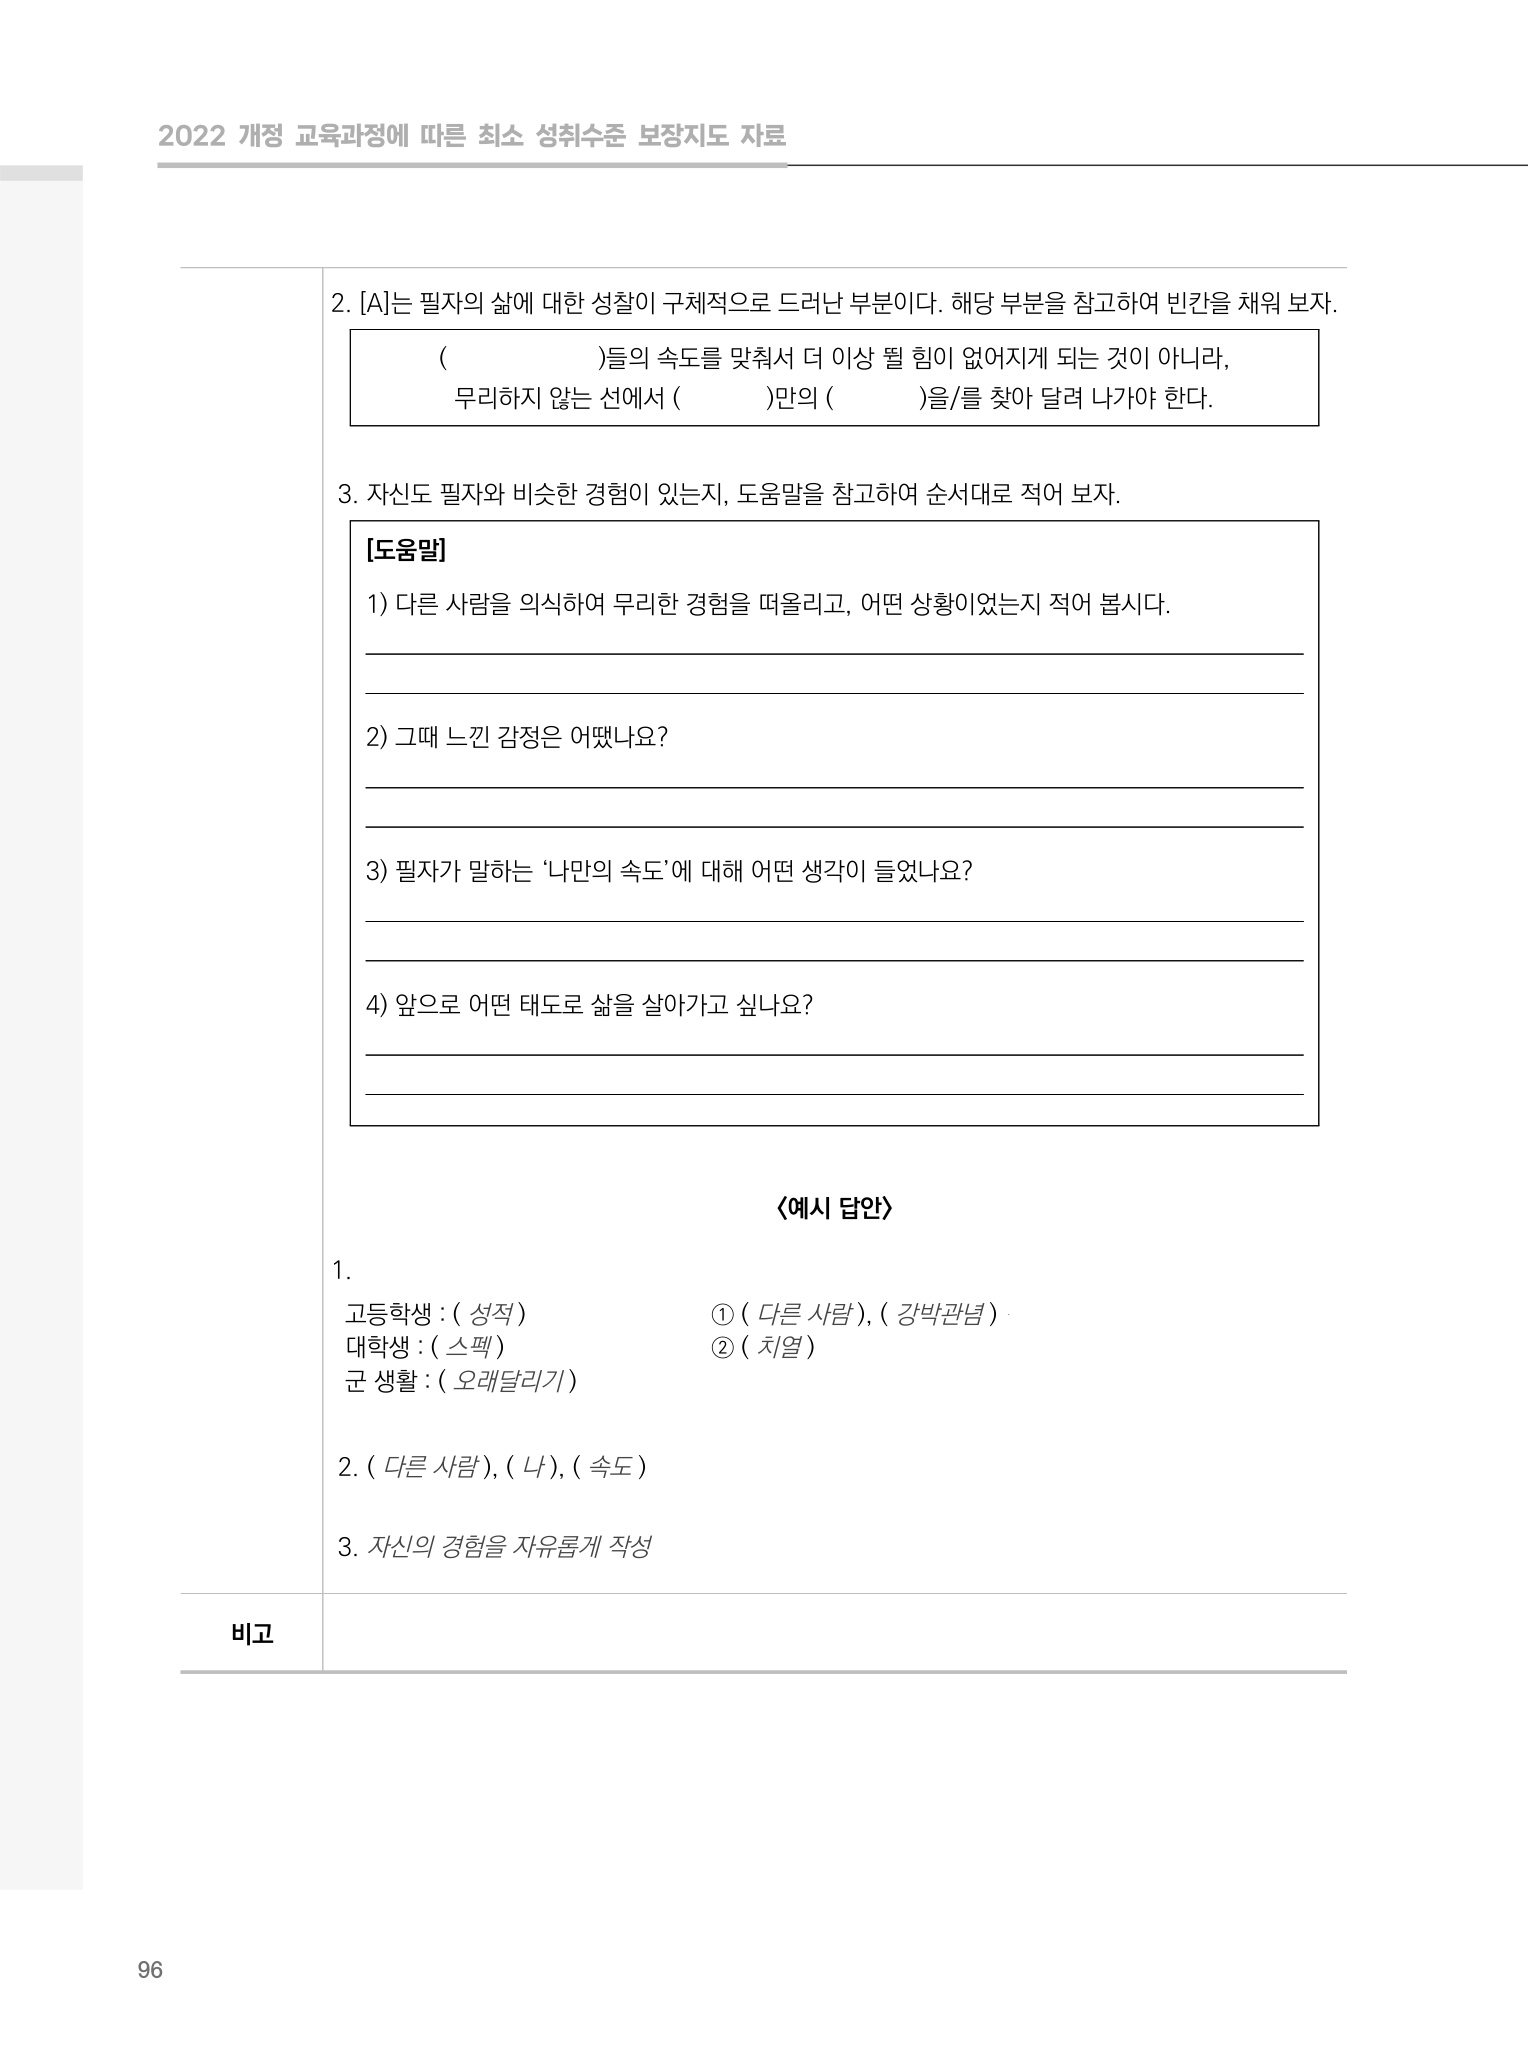 2022 개정 교육과정에 따른 최소 성취수준 보장지도 자료
2. [A]는 필자의 삶에 대한 성찰이 구체적으로 드러난 부분이다. 해당 부분을 참고하여 빈칸을 채워 보자.
( )들의 속도를 맞춰서 더 이상 뛸 힘이 없어지게 되는 것이 아니라,
무리하지 않는 선에서 ( )만의 ( )을/를 찾아 달려 나가야 한다.
3. 자신도 필자와 비슷한 경험이 있는지, 도움말을 참고하여 순서대로 적어 보자.
[도움말]
1) 다른 사람을 의식하여 무리한 경험을 떠올리고, 어떤 상황이었는지 적어 봅시다.
2) 그때 느낀 감정은 어땠나요?
3) 필자가 말하는 ‘나만의 속도’에 대해 어떤 생각이 들었나요?
4) 앞으로 어떤 태도로 삶을 살아가고 싶나요?
〈예시 답안〉
1.
고등학생 : ( 성적 ) ① ( 다른 사람 ), ( 강박관념 )
대학생 : ( 스펙 ) ② ( 치열 )
군 생활 : ( 오래달리기 )
2. ( 다른 사람 ), ( 나 ), ( 속도 )
3. 자신의 경험을 자유롭게 작성
비고
96